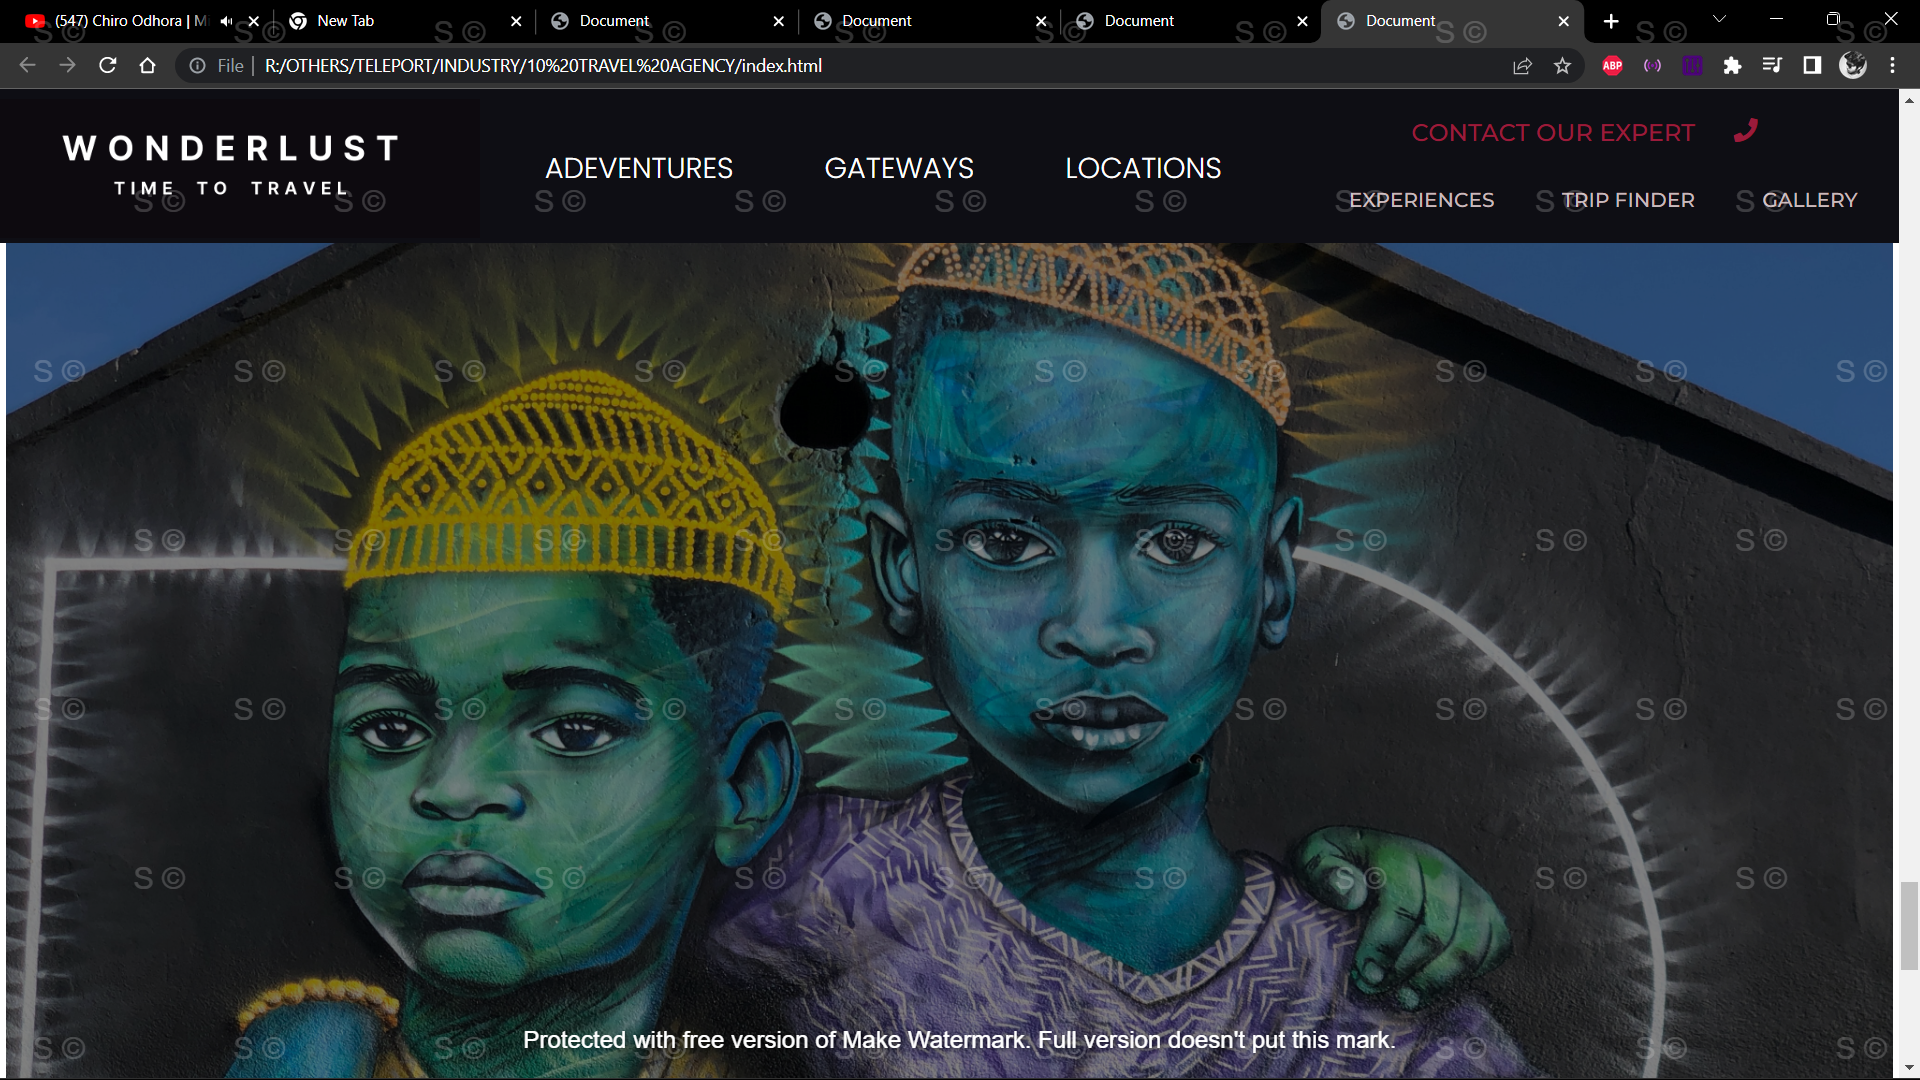 (547) Chiro Odhora | M
New Tab
Document
Document
Document
Document
File | R:/OTHERS/TELEPORT/INDUSTRY/10%20TRAVEL%20AGENCY/index.html
ABP
WONDERLUST
TIME TO TRAVEL
ADEVENTURES
GATEWAYS
LOCATIONS
CONTACT OUR EXPERT
EXPERIENCES
TRIP FINDER
GALLERY
S ©
Protected with free version of Make Watermark. Full version doesn't put this mark.